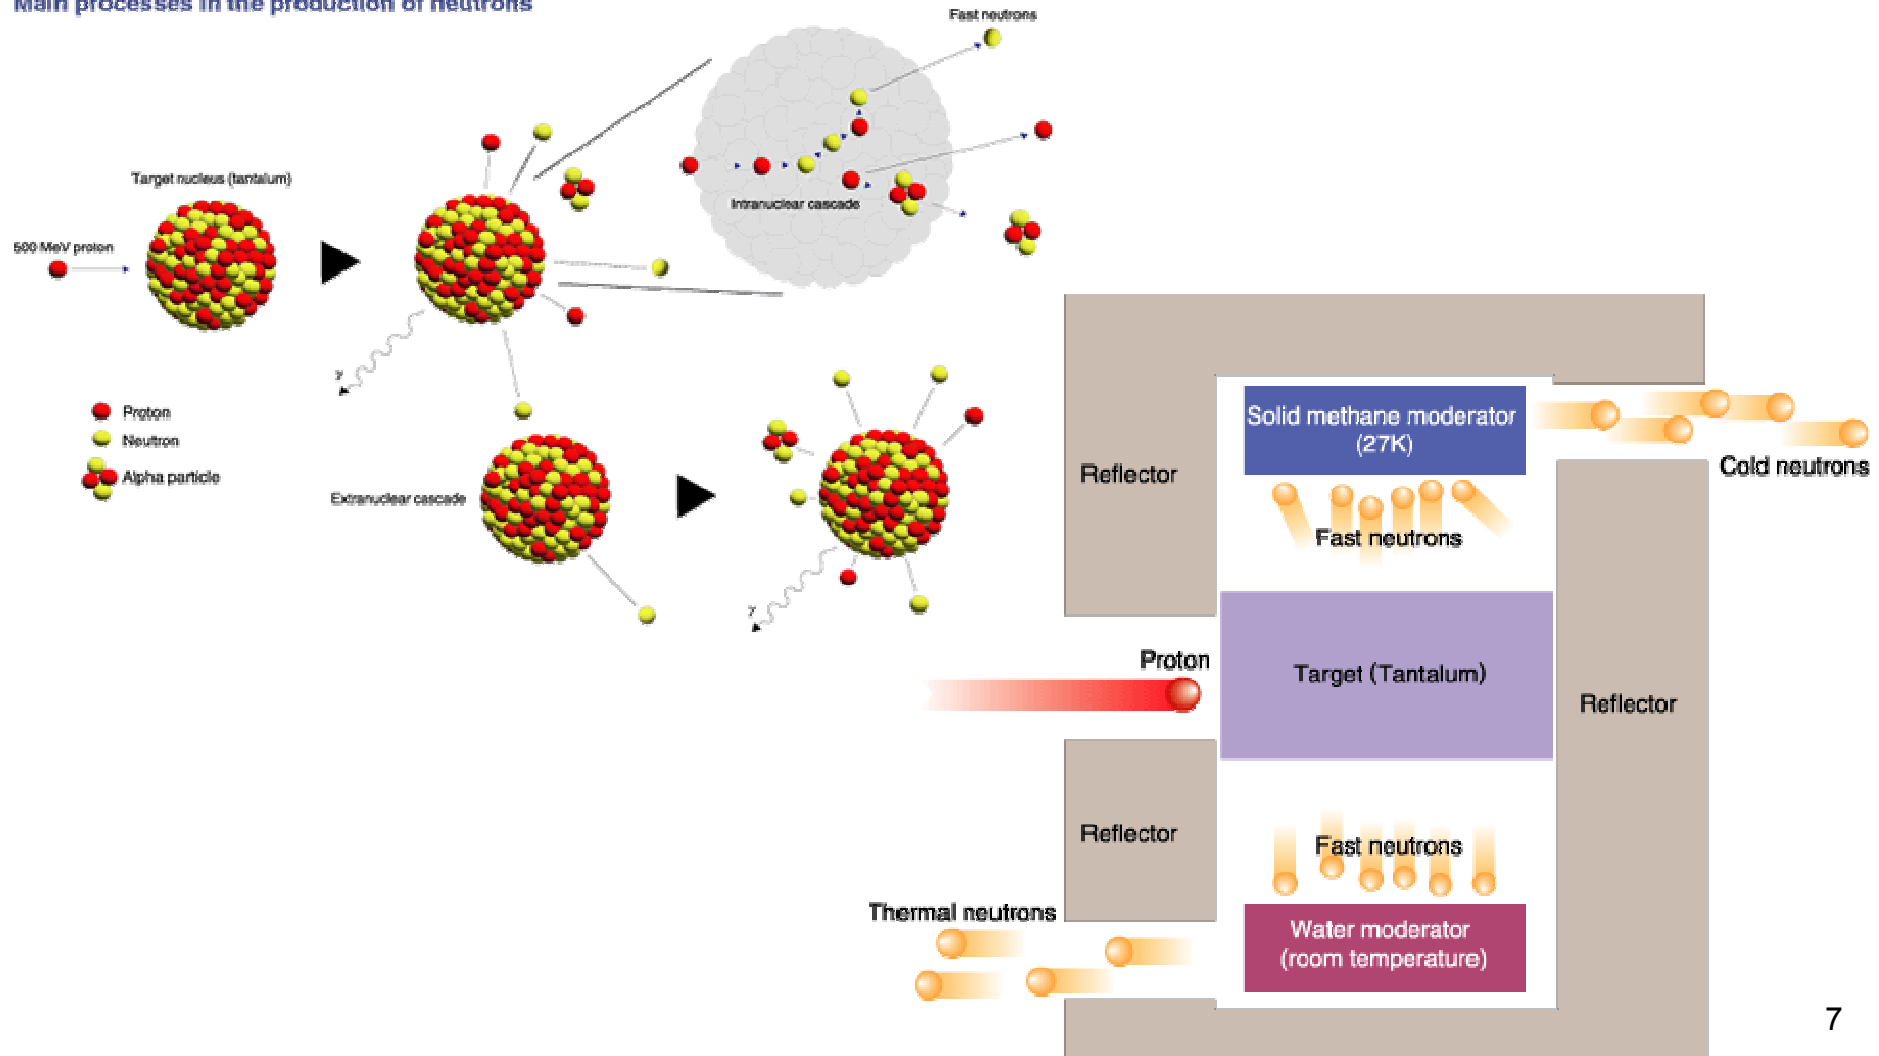 Main processes in the production of neutrons
Fast neutrons
Target nucleus (tantalum)
500 MeV proton
Intranuclear cascade
γ
Proton
Neutron
Alpha particle
Extranuclear cascade
γ
Solid methane moderator
(27K)
Reflector
Cold neutrons
Fast neutrons
Proton
Target (Tantalum)
Reflector
Reflector
Fast neutrons
Thermal neutrons
Water moderator
(room temperature)
7